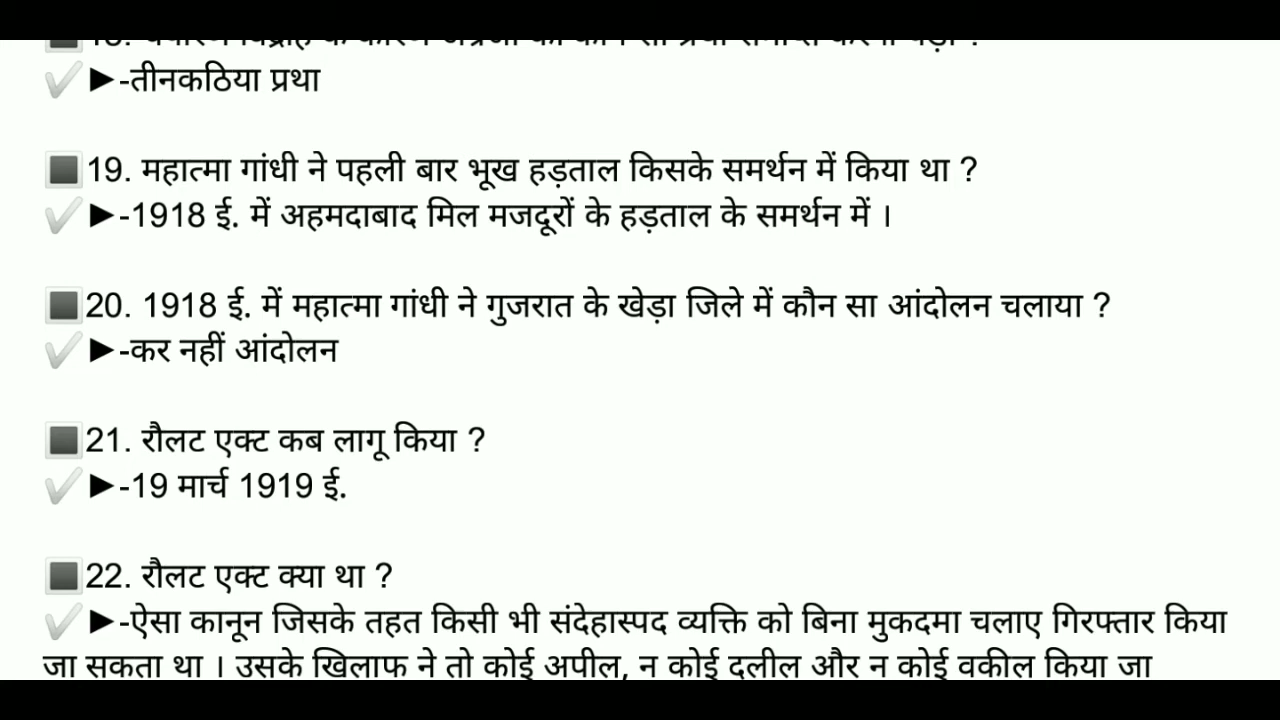 ✔►-तीनकठिया प्रथा
19. महात्मा गांधी ने पहली बार भूख हड़ताल किसके समर्थन में किया था ?
✔►-1918 ई. में अहमदाबाद मिल मजदूरों के हड़ताल के समर्थन में ।
20. 1918 ई. में महात्मा गांधी ने गुजरात के खेड़ा जिले में कौन सा आंदोलन चलाया ?
✔►-कर नहीं आंदोलन
21. रौलट एक्ट कब लागू किया ?
✔►-19 मार्च 1919 ई.
22. रौलट एक्ट क्या था ?
✔►-ऐसा कानून जिसके तहत किसी भी संदेहास्पद व्यक्ति को बिना मुकदमा चलाए गिरफ्तार किया
जा सकता था । उसके खिलाफ ने तो कोई अपील, न कोई दलील और न कोई वकील किया जा